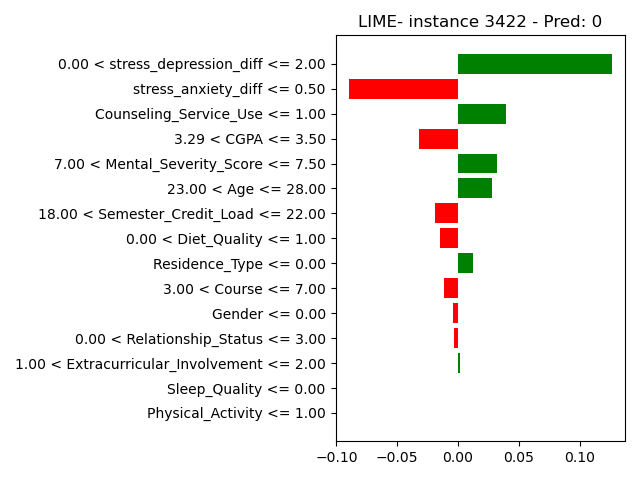 LIME- instance 3422 - Pred: 0
0.00 < stress_depression_diff <= 2.00
stress_anxiety_diff <= 0.50
Counseling_Service_Use <= 1.00
3.29 < CGPA <= 3.50
7.00 < Mental_Severity_Score <= 7.50
23.00 < Age <= 28.00
18.00 < Semester_Credit_Load <= 22.00
0.00 < Diet_Quality <= 1.00
Residence_Type <= 0.00
3.00 < Course <= 7.00
Gender <= 0.00
0.00 < Relationship_Status <= 3.00
1.00 < Extracurricular_Involvement <= 2.00
Sleep_Quality <= 0.00
Physical_Activity <= 1.00
−0.10 −0.05 0.00 0.05 0.10